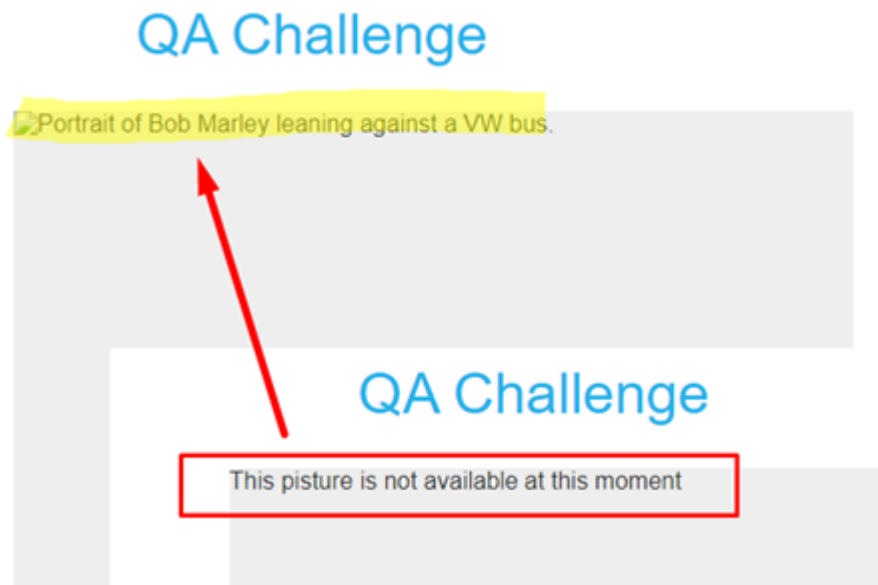 QA Challenge
Portrait of Bob Marley leaning against a VW bus.
QA Challenge
This pisture is not available at this moment